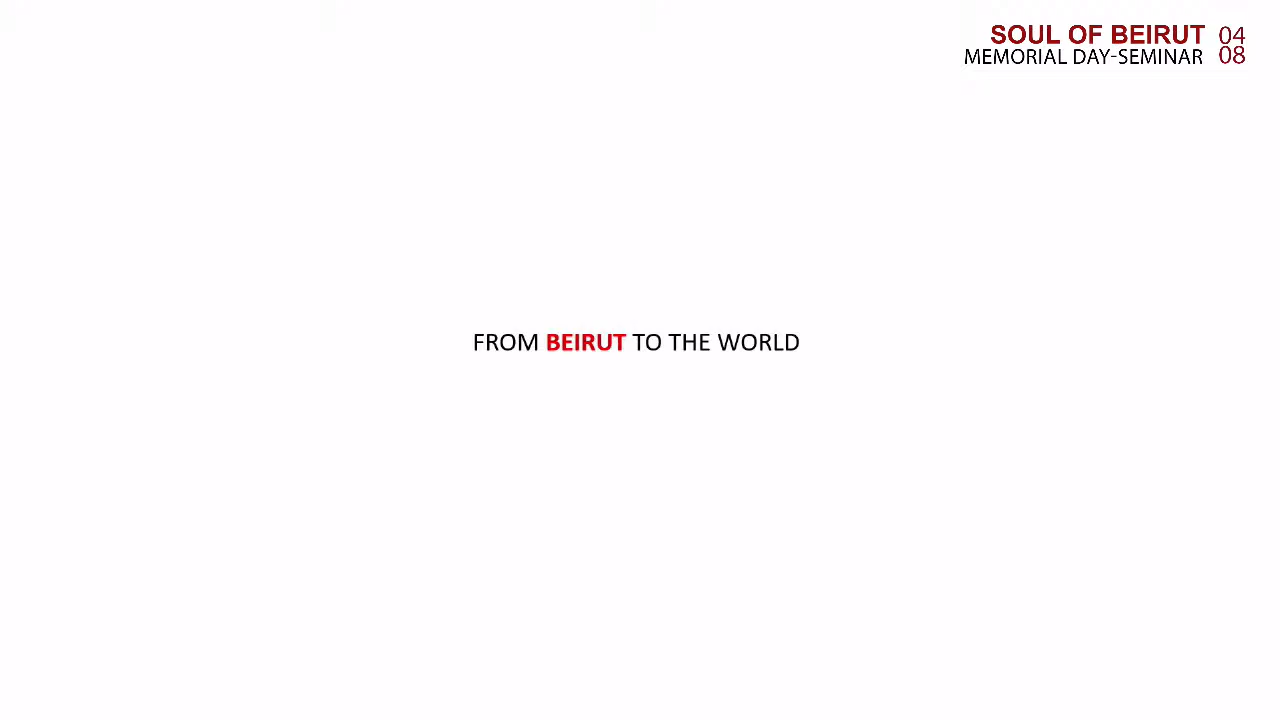 SOUL OF BEIRUT 04
MEMORIAL DAY-SEMINAR 08
FROM BEIRUT TO THE WORLD